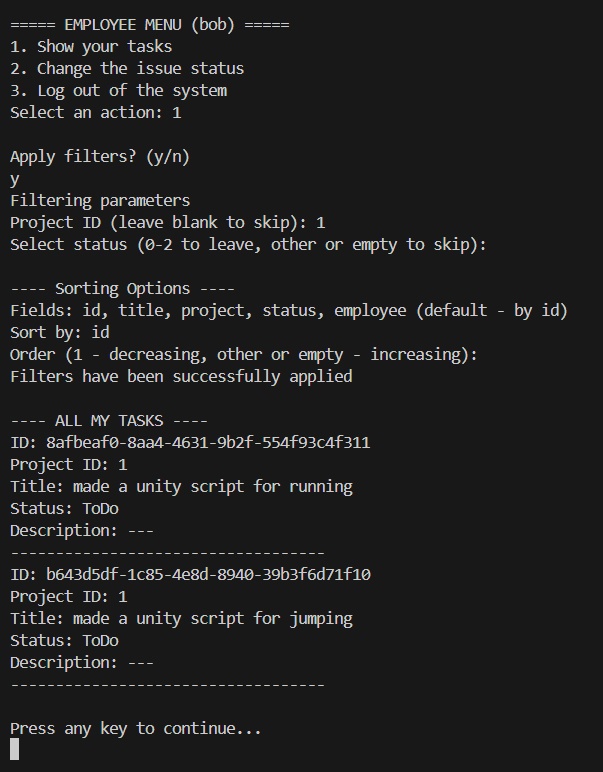 ===== EMPLOYEE MENU (bob) =====
1. Show your tasks
2. Change the issue status
3. Log out of the system
Select an action: 1
Apply filters? (y/n)
y
Filtering parameters
Project ID (leave blank to skip): 1
Select status (0-2 to leave, other or empty to skip):
---- Sorting Options ----
Fields: id, title, project, status, employee (default - by id)
Sort by: id
Order (1 - decreasing, other or empty - increasing):
Filters have been successfully applied
---- ALL MY TASKS ----
ID: 8afbeaf0-8aa4-4631-9b2f-554f93c4f311
Project ID: 1
Title: made a unity script for running
Status: ToDo
Description: ---
-----------------------------------
ID: b643d5df-1c85-4e8d-8940-39b3f6d71f10
Project ID: 1
Title: made a unity script for jumping
Status: ToDo
Description: ---
-----------------------------------
Press any key to continue...